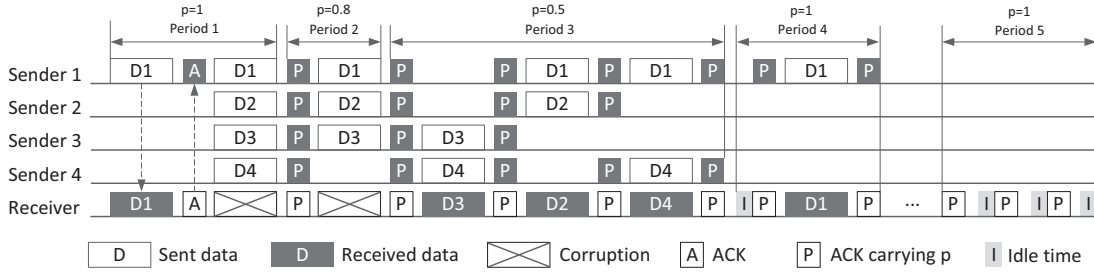 p=1 p=0.8 p=0.5 p=1 p=1
Period 1 Period 2 Period 3 Period 4 Period 5
Sender 1 D1 A D1 P D1 P P D1 P D1 P P D1 P
Sender 2 D2 P D2 P P D2 P
Sender 3 D3 P D3 P D3 P
Sender 4 D4 P D4 P D4 P P D4 P
Receiver D1 A P P D3 P D2 P D4 P I P D1 P ... P I P I P I
D Sent data D Received data Corruption A ACK P ACK carrying p I Idle time